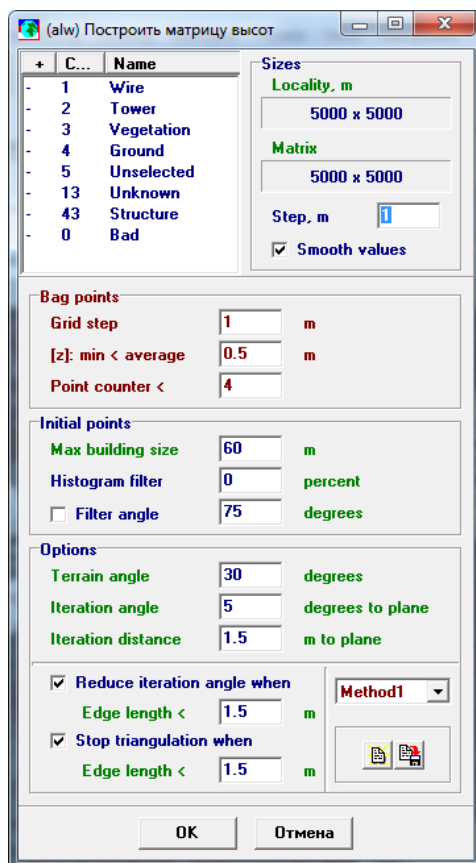 (alw) Построить матрицу высот
+ C... Name
- 1 Wire
- 2 Tower
- 3 Vegetation
- 4 Ground
- 5 Unselected
- 13 Unknown
- 43 Structure
- 0 Bad
Sizes
Locality, m
5000 x 5000
Matrix
5000 x 5000
Step, m 1
Smooth values
Bag points
Grid step 1 m
[z]: min < average 0.5 m
Point counter < 4
Initial points
Max building size 60 m
Histogram filter 0 percent
Filter angle 75 degrees
Options
Terrain angle 30 degrees
Iteration angle 5 degrees to plane
Iteration distance 1.5 m to plane
Reduce iteration angle when
Edge length < 1.5 m
Stop triangulation when
Edge length < 1.5 m
Method1
OK Отмена